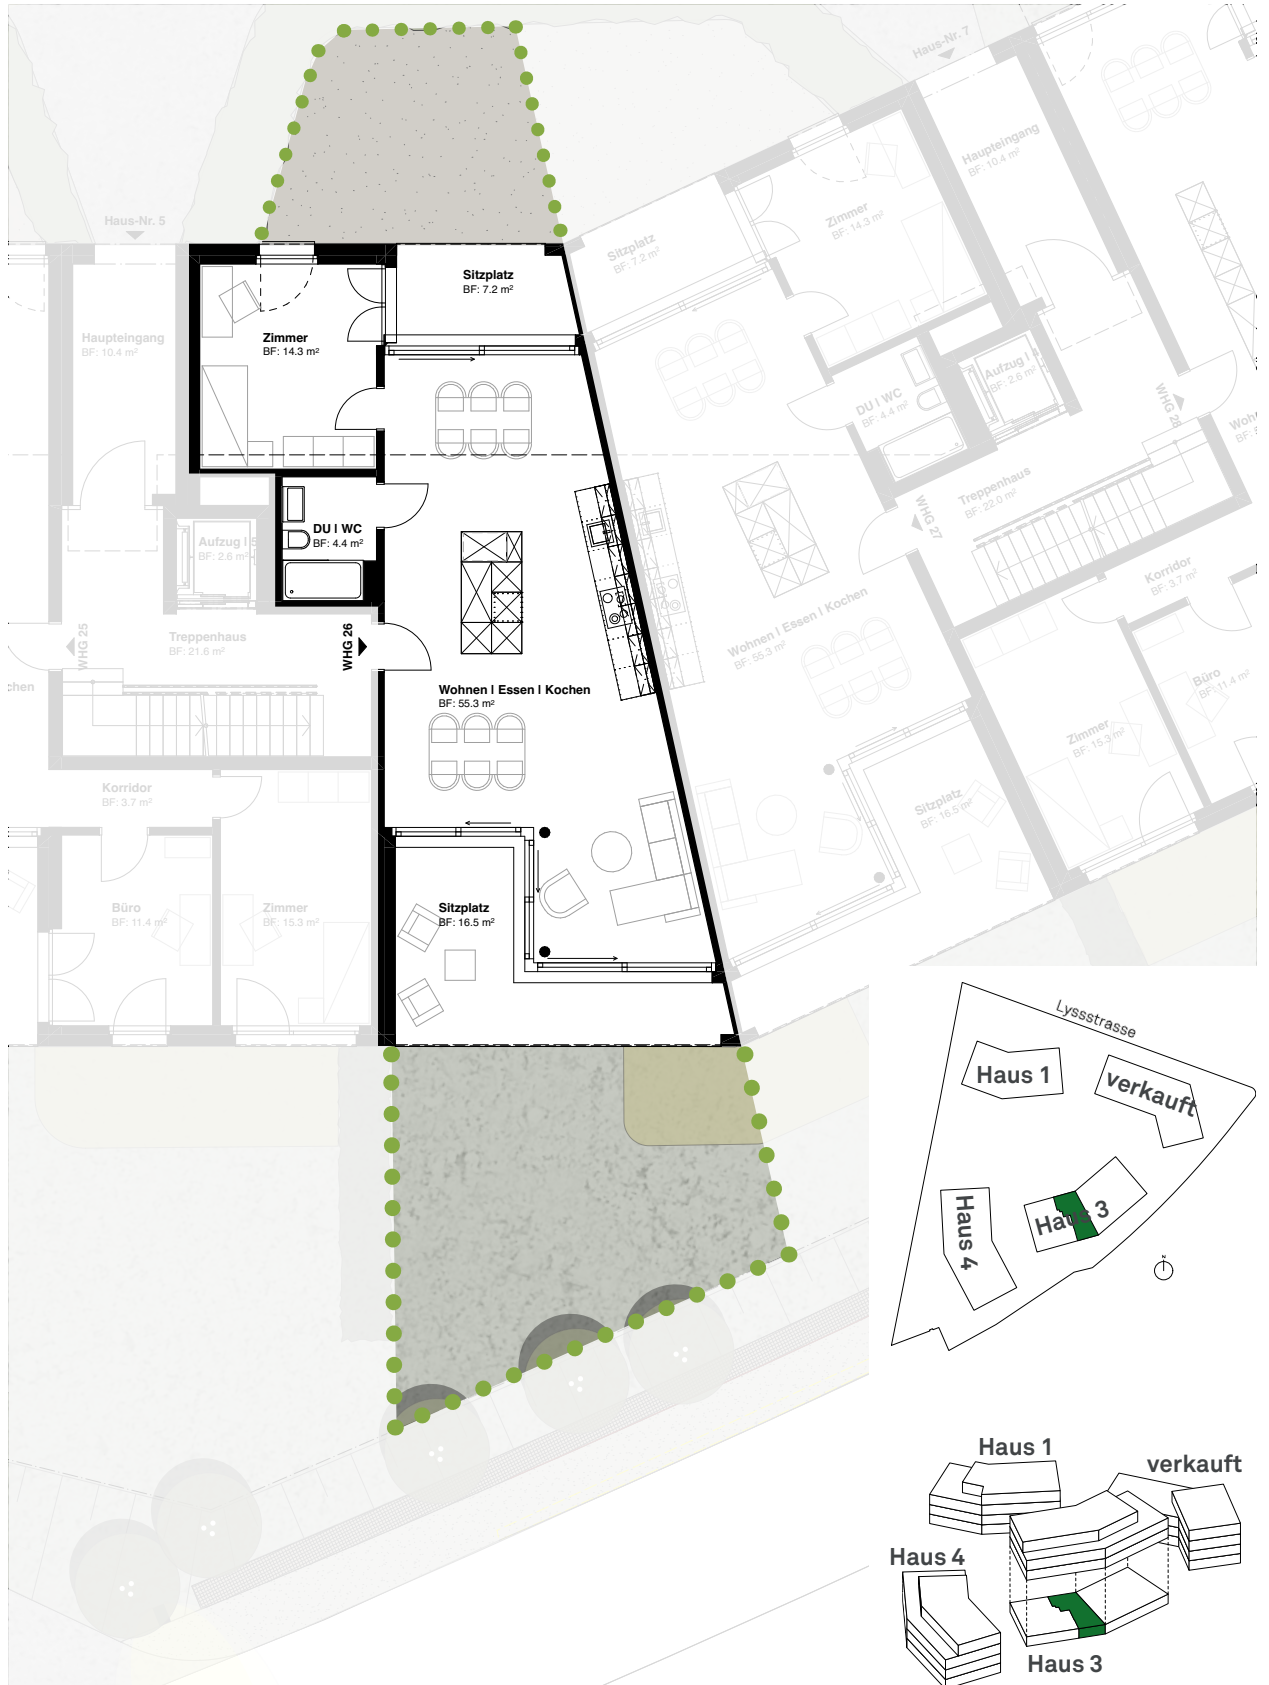 Haus-Nr. 7
Haus-Nr. 5
Haupteingang
BF: 10.4 m²
Sitzplatz
BF: 7.2 m²
Zimmer
BF: 14.3 m²
Sitzplatz
BF: 7.2 m²
Zimmer
BF: 14.3 m²
Haupteingang
BF: 10.4 m²
Aufzug I
BF: 2.6 m²
DU I WC
BF: 4.4 m²
WHG 28
Woh
BF:
DU I WC
BF: 4.4 m²
Aufzug I 5
BF: 2.6 m²
WHG 27
Treppenhaus
BF: 22.0 m²
Korridor
BF: 3.7 m²
WHG 25
Treppenhaus
BF: 21.6 m²
WHG 26
chen
Wohnen I Essen I Kochen
BF: 55.3 m²
Wohnen I Essen I Kochen
BF: 55.3 m²
Büro
BF: 11.4 m²
Zimmer
BF: 15.3 m²
Korridor
BF: 3.7 m²
Sitzplatz
BF: 16.5 m²
Büro
BF: 11.4 m²
Zimmer
BF: 15.3 m²
Sitzplatz
BF: 16.5 m²
Lyssstrasse
Haus 1
verkauft
Haus 3
Haus 4
N
Haus 1
verkauft
Haus 4
Haus 3